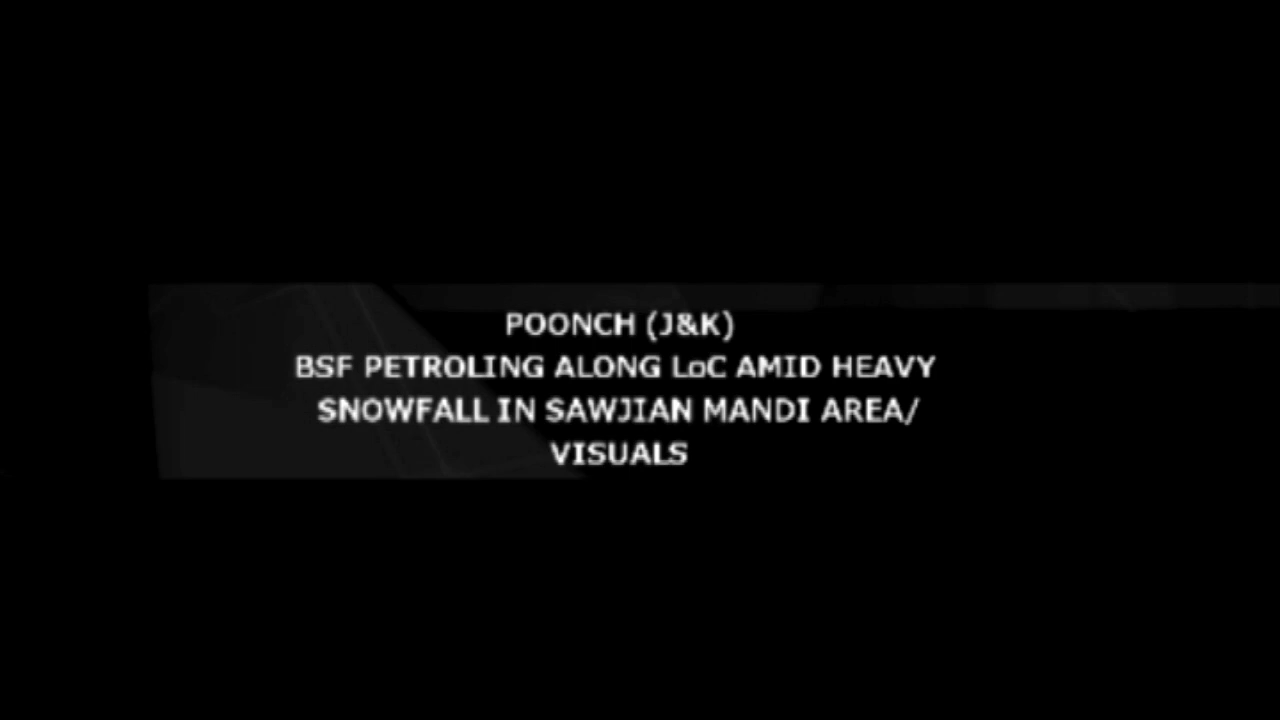 POONCH (J&K)
BSF PETROLING ALONG LoC AMID HEAVY
SNOWFALL IN SAWJIAN MANDI AREA/
VISUALS